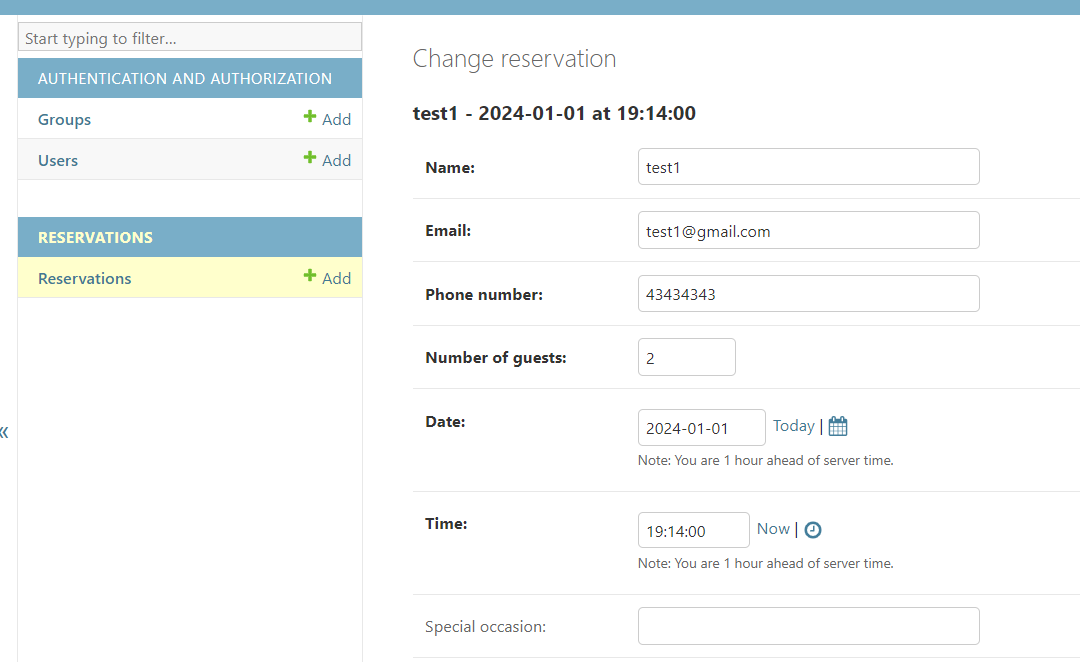 Start typing to filter...
AUTHENTICATION AND AUTHORIZATION
Groups + Add
Users + Add
RESERVATIONS
Reservations + Add
«
Change reservation
test1 - 2024-01-01 at 19:14:00
Name: test1
Email: test1@gmail.com
Phone number: 43434343
Number of guests: 2
Date: 2024-01-01 Today |
Note: You are 1 hour ahead of server time.
Time: 19:14:00 Now |
Note: You are 1 hour ahead of server time.
Special occasion: